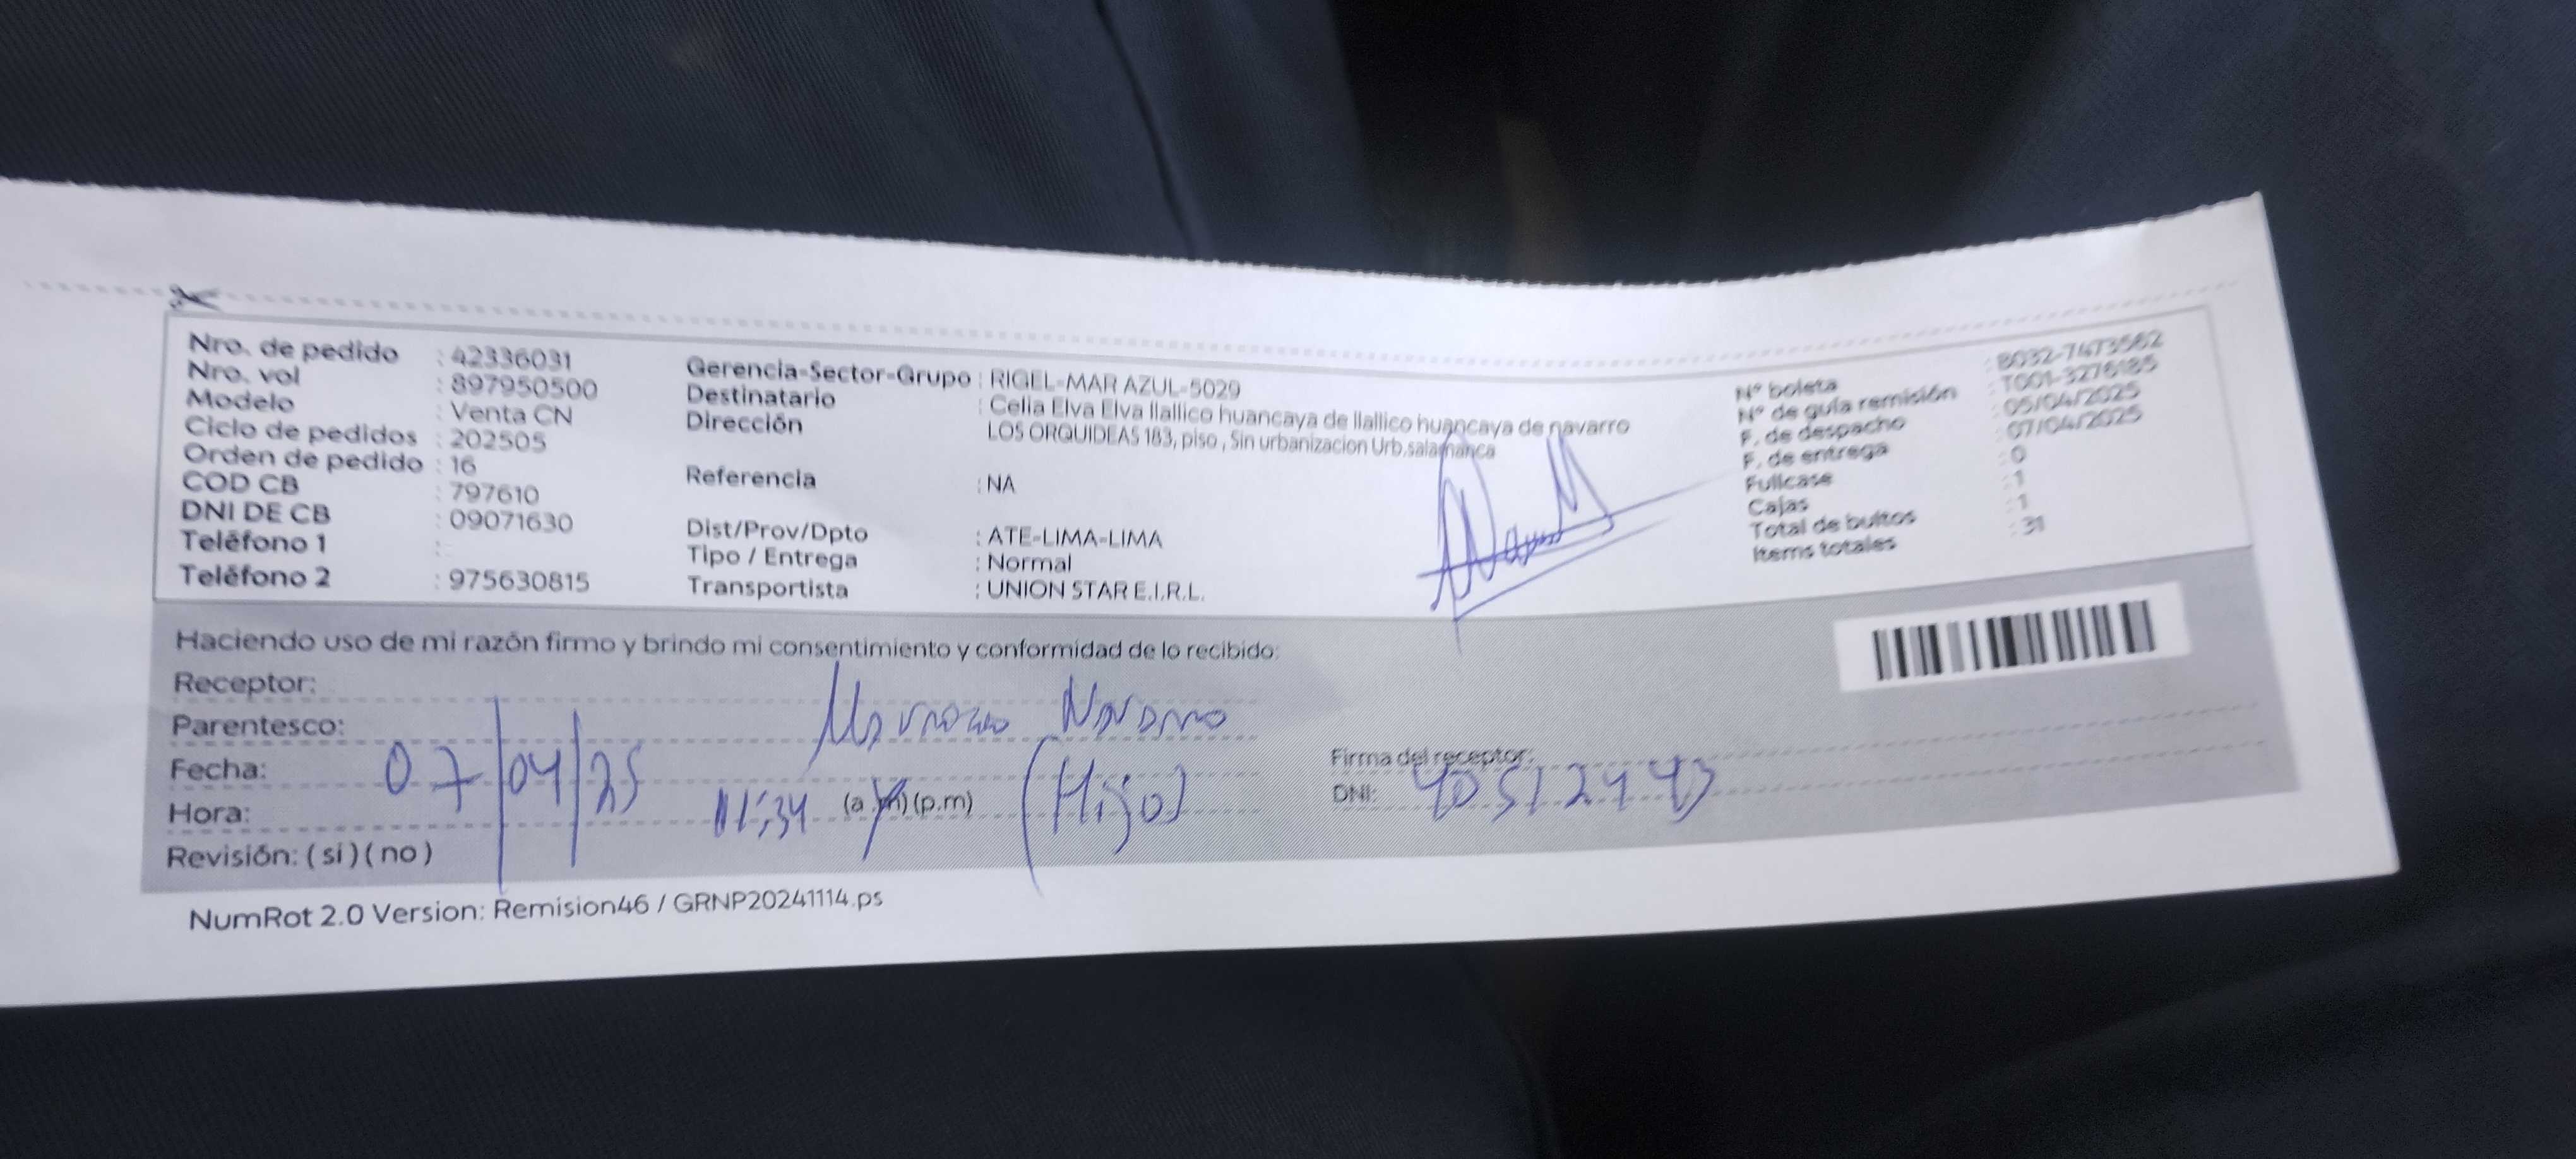 Nro. de pedido : 42336031
Nro. vol : 897950500
Modelo : Venta CN
Ciclo de pedidos : 202505
Orden de pedido : 16
COD CB : 797610
DNI DE CB : 09071630
Teléfono 1 :
Teléfono 2 : 975630815
Gerencia-Sector-Grupo : RIGEL-MAR AZUL-5029
Destinatario : Celia Elva Elva llallico huancaya de llallico huancaya de navarro
Dirección LOS ORQUIDEAS 183, piso , Sin urbanizacion Urb.salamanca
Referencia : NA
Dist/Prov/Dpto : ATE-LIMA-LIMA
Tipo / Entrega : Normal
Transportista : UNION STAR E.I.R.L.
N° boleta : B032-7473562
N° de guía remisión : T001-3276185
F. de despacho : 05/04/2025
F. de entrega : 07/04/2025
Fullcase : 0
Cajas : 1
Total de bultos : 1
Items totales : 31
Haciendo uso de mi razón firmo y brindo mi consentimiento y conformidad de lo recibido:
Receptor:
Parentesco: Navarro
Fecha: 07/04/25
Hora: 11:34 (a.m) (p.m) (Hijo)
Revisión: ( si ) ( no )
Firma del receptor:
DNI: 40512443
NumRot 2.0 Version: Remision46 / GRNP20241114.ps